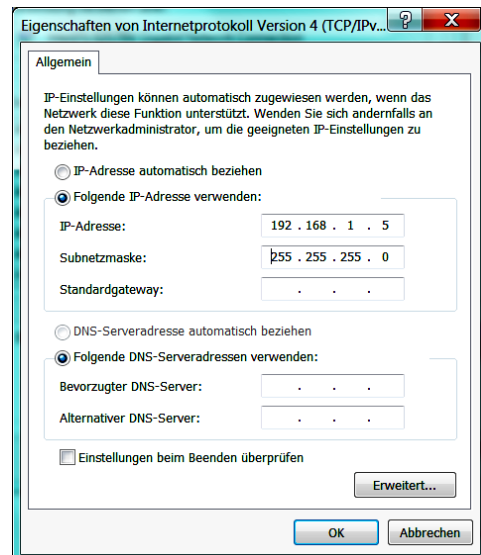 Eigenschaften von Internetprotokoll Version 4 (TCP/IPv...
Allgemein
IP-Einstellungen können automatisch zugewiesen werden, wenn das
Netzwerk diese Funktion unterstützt. Wenden Sie sich andernfalls an
den Netzwerkadministrator, um die geeigneten IP-Einstellungen zu
beziehen.
IP-Adresse automatisch beziehen
Folgende IP-Adresse verwenden:
IP-Adresse: 192 . 168 . 1 . 5
Subnetzmaske: 255 . 255 . 255 . 0
Standardgateway: . . .
DNS-Serveradresse automatisch beziehen
Folgende DNS-Serveradressen verwenden:
Bevorzugter DNS-Server: . . .
Alternativer DNS-Server: . . .
Einstellungen beim Beenden überprüfen
Erweitert...
OK Abbrechen